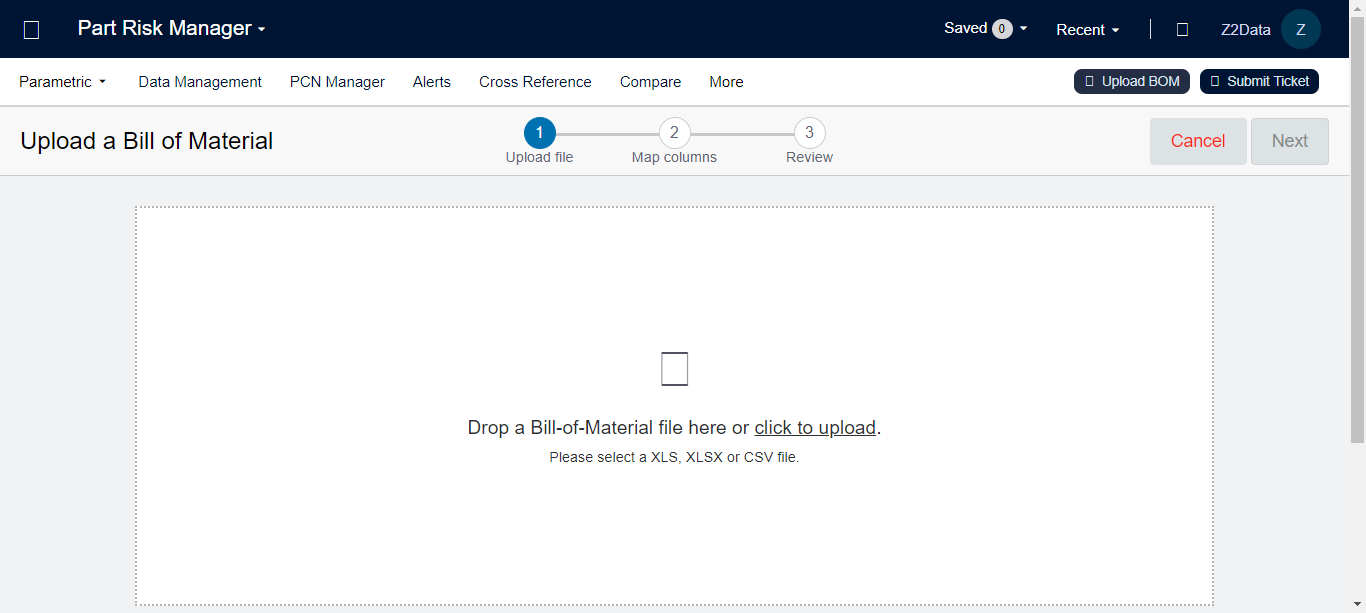 Part Risk Manager
Saved 0
Recent
Z2Data
Z
Parametric
Data Management
PCN Manager
Alerts
Cross Reference
Compare
More
Upload BOM
Submit Ticket
Upload a Bill of Material
1
Upload file
2
Map columns
3
Review
Cancel
Next
Drop a Bill-of-Material file here or click to upload.
Please select a XLS, XLSX or CSV file.